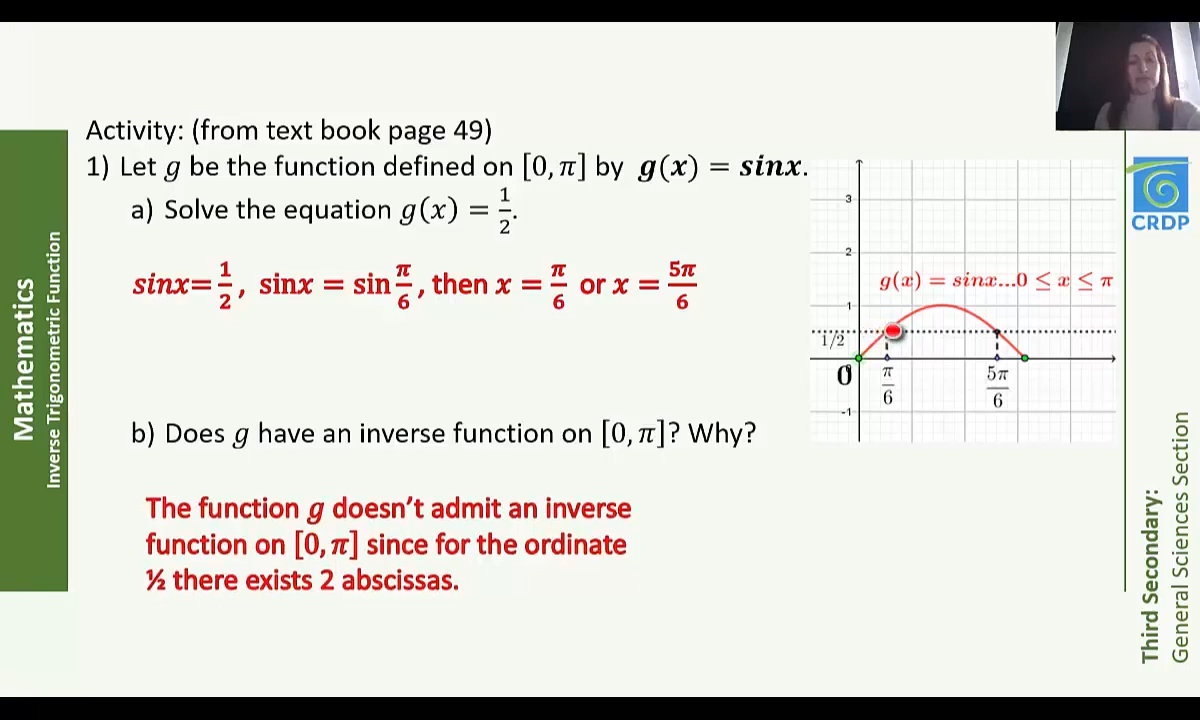 Activity: (from text book page 49)
1) Let g be the function defined on [0, π] by g(x) = sinx.
a) Solve the equation g(x) = 1/2.
sinx= 1/2, sinx = sin π/6, then x = π/6 or x = 5π/6
b) Does g have an inverse function on [0, π]? Why?
The function g doesn’t admit an inverse
function on [0, π] since for the ordinate
½ there exists 2 abscissas.
3
2
g(x) = sinx...0 ≤ x ≤ π
1
1/2
0
π/6
5π/6
-1
Mathematics
Inverse Trigonometric Function
CRDP
Third Secondary:
General Sciences Section